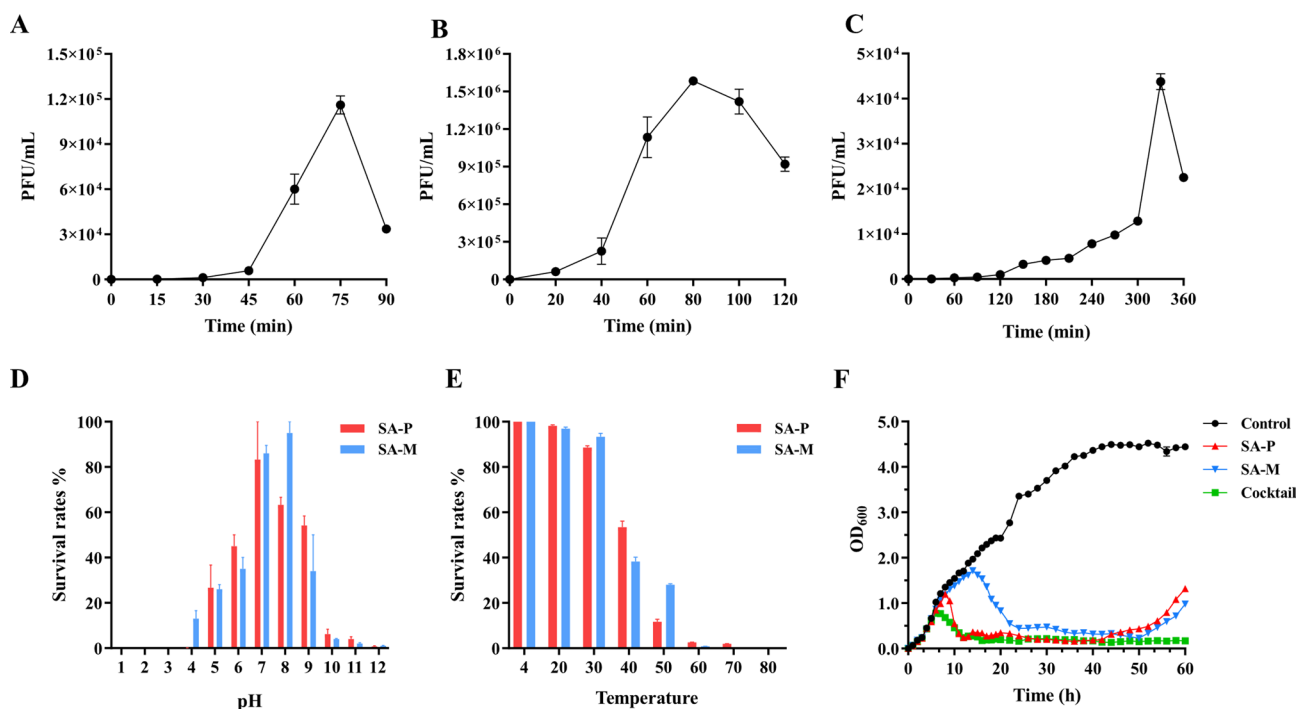 A
1.5×10⁵
1.2×10⁵
9×10⁴
6×10⁴
3×10⁴
0
PFU/mL
0 15 30 45 60 75 90
Time (min)
B
1.8×10⁶
1.5×10⁶
1.2×10⁶
9×10⁵
6×10⁵
3×10⁵
0
PFU/mL
0 20 40 60 80 100 120
Time (min)
C
5×10⁴
4×10⁴
3×10⁴
2×10⁴
1×10⁴
0
PFU/mL
0 60 120 180 240 300 360
Time (min)
D
100
80
60
40
20
0
Survival rates %
SA-P
SA-M
1 2 3 4 5 6 7 8 9 10 11 12
pH
E
100
80
60
40
20
0
Survival rates %
SA-P
SA-M
4 20 30 40 50 60 70 80
Temperature
F
5.0
4.0
3.0
2.0
1.0
0.0
OD₆₀₀
Control
SA-P
SA-M
Cocktail
0 10 20 30 40 50 60
Time (h)